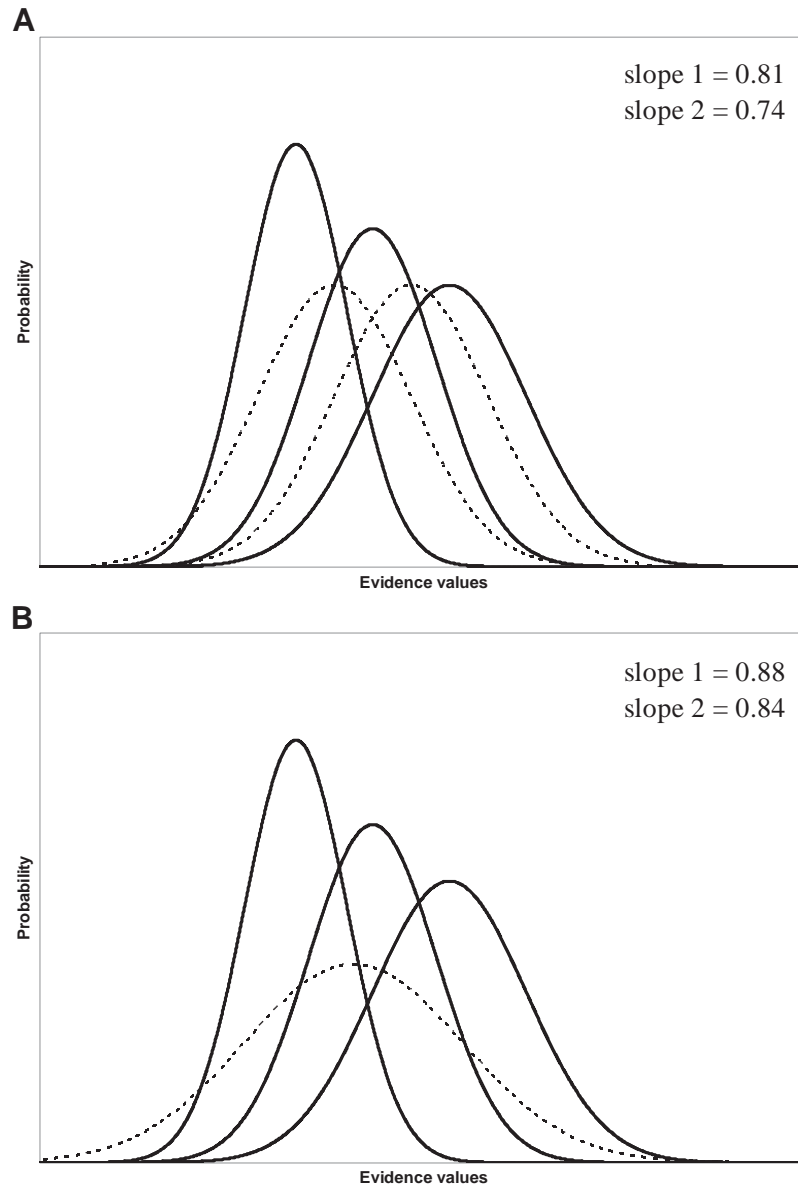 A
slope 1 = 0.81
slope 2 = 0.74
Probability
Evidence values
B
slope 1 = 0.88
slope 2 = 0.84
Probability
Evidence values